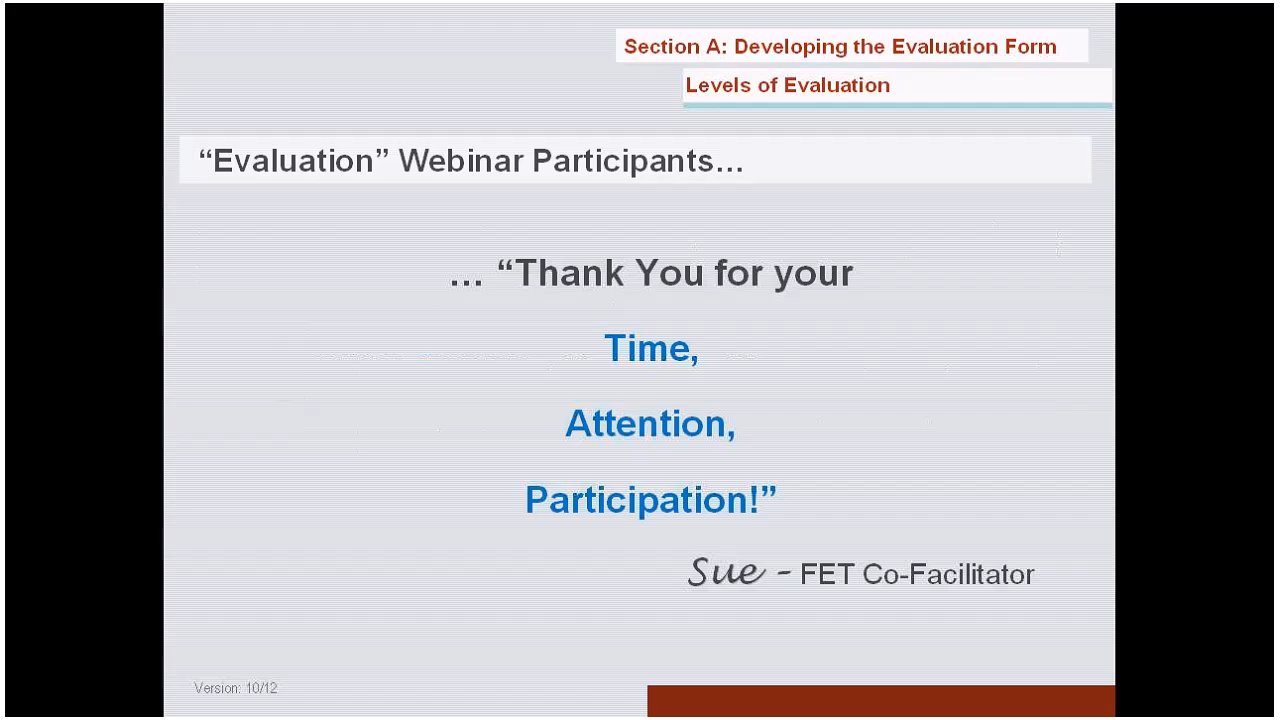 Section A: Developing the Evaluation Form
Levels of Evaluation
“Evaluation” Webinar Participants...
... “Thank You for your
Time,
Attention,
Participation!”
Sue - FET Co-Facilitator
Version: 10/12